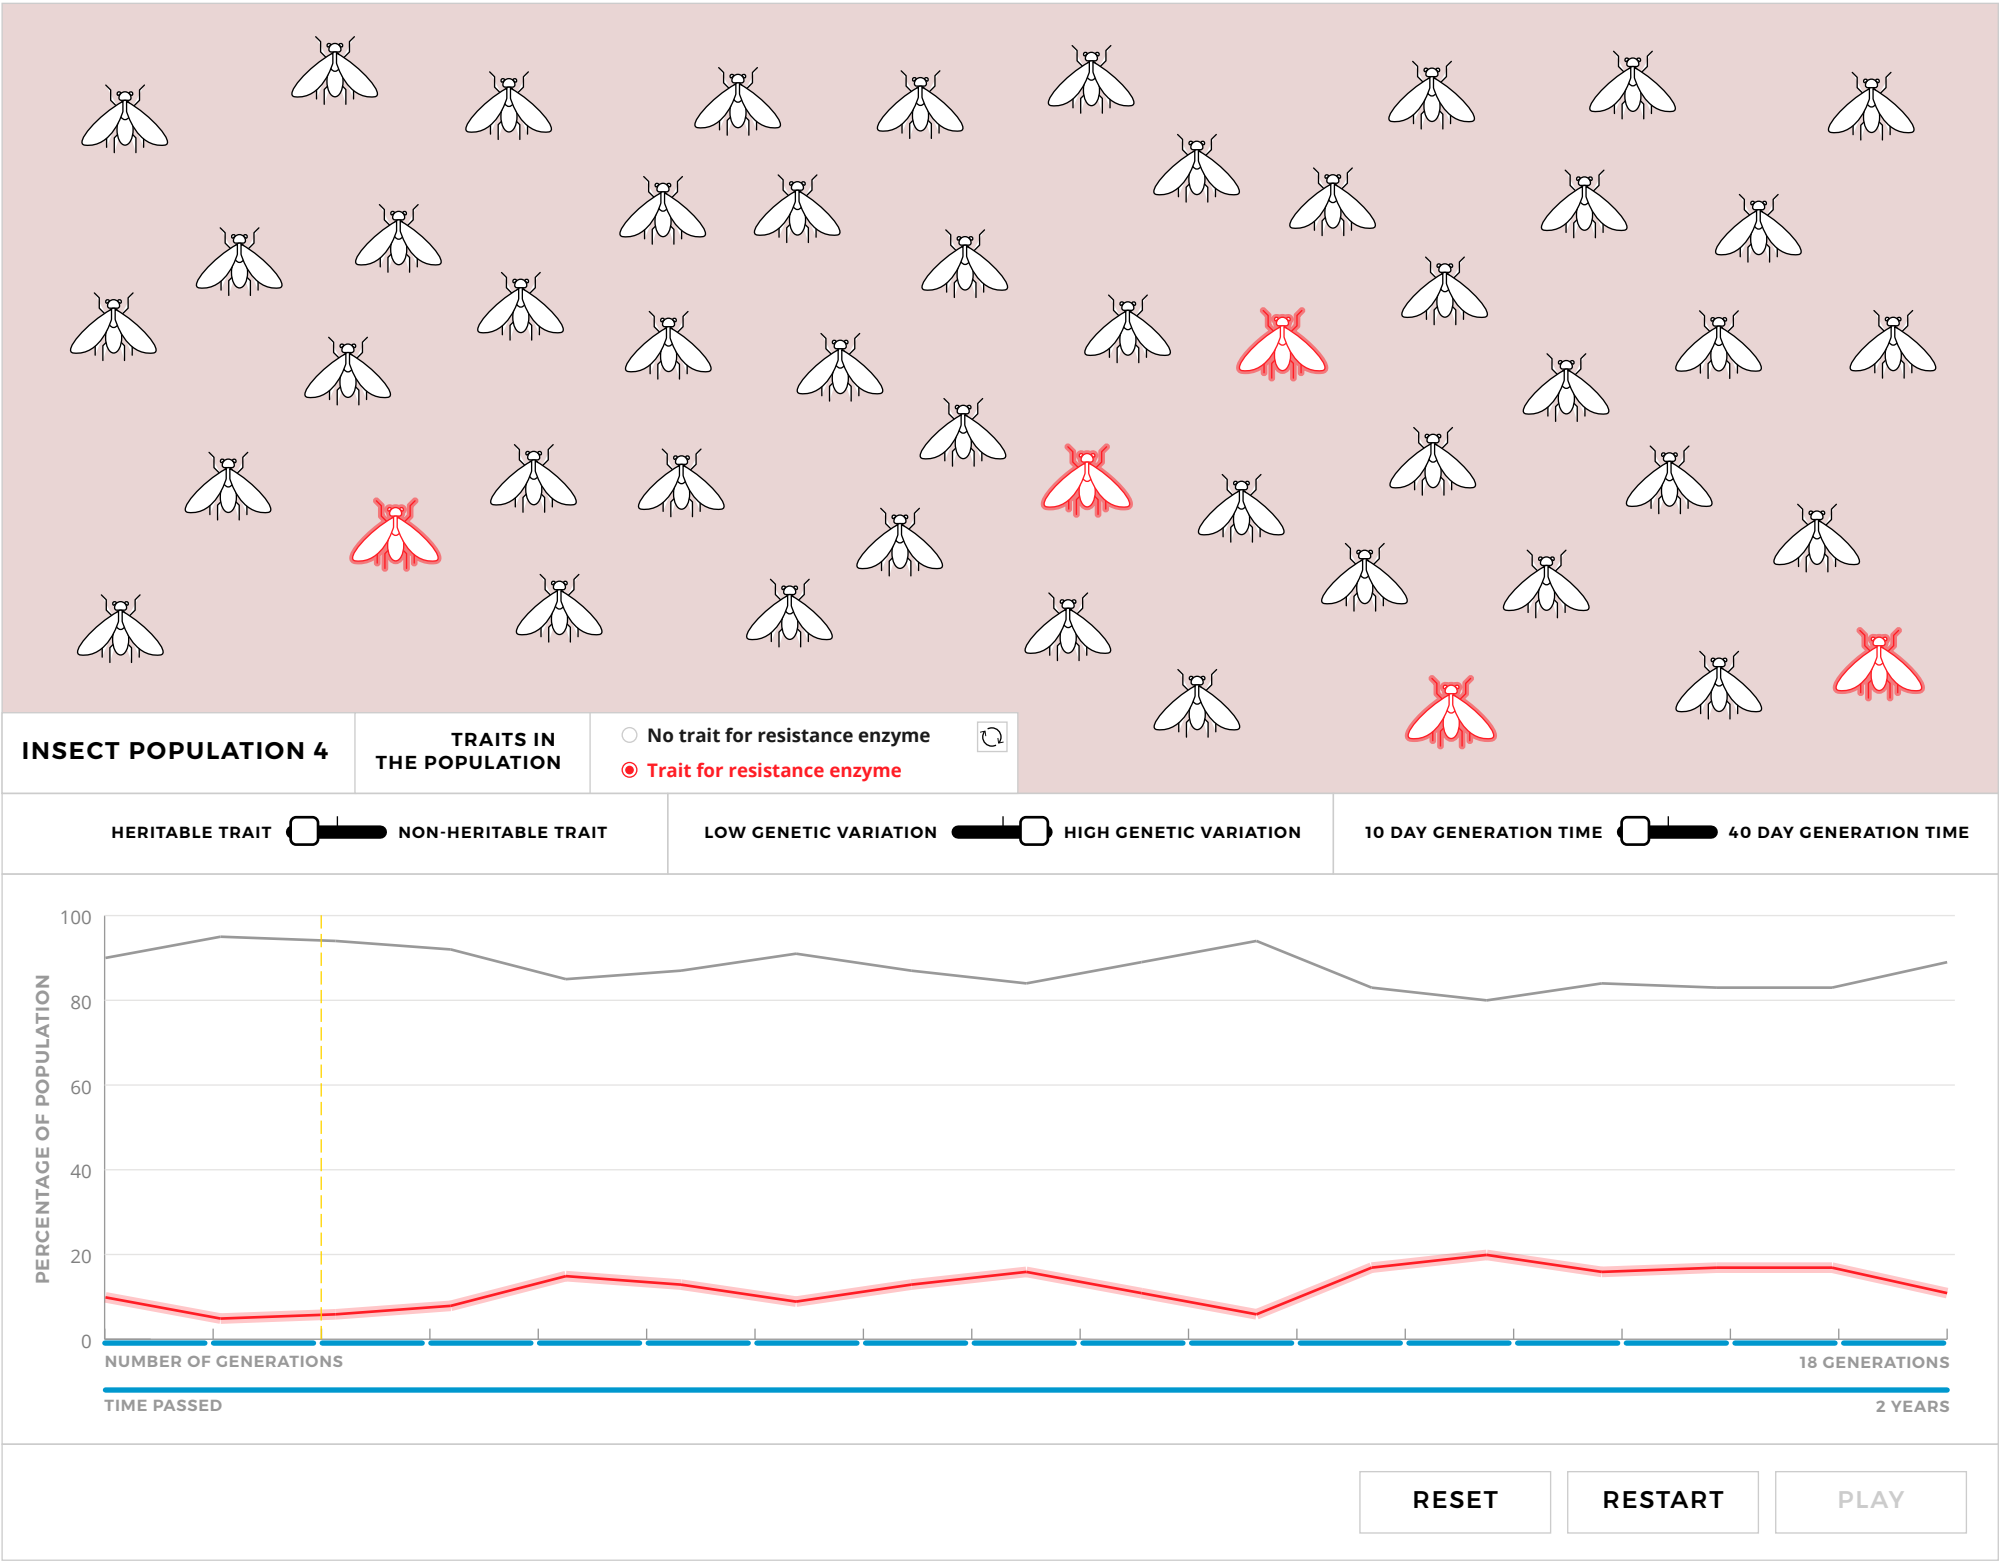 INSECT POPULATION 4
TRAITS IN
THE POPULATION
No trait for resistance enzyme
Trait for resistance enzyme
HERITABLE TRAIT
NON-HERITABLE TRAIT
LOW GENETIC VARIATION
HIGH GENETIC VARIATION
10 DAY GENERATION TIME
40 DAY GENERATION TIME
PERCENTAGE OF POPULATION
100
80
60
40
20
0
NUMBER OF GENERATIONS
18 GENERATIONS
TIME PASSED
2 YEARS
RESET
RESTART
PLAY